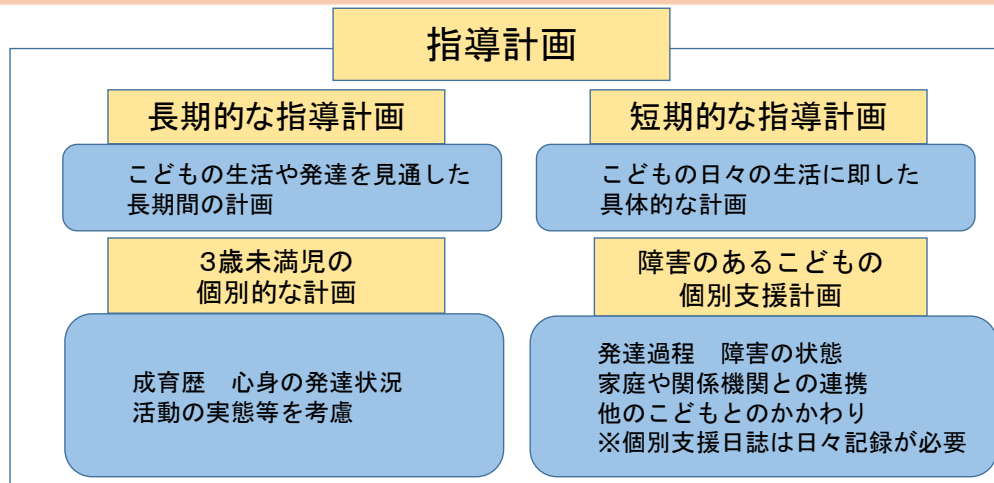 指導計画
長期的な指導計画
こどもの生活や発達を見通した
長期間の計画
短期的な指導計画
こどもの日々の生活に即した
具体的な計画
3歳未満児の
個別的な計画
成育歴　心身の発達状況
活動の実態等を考慮
障害のあるこどもの
個別支援計画
発達過程　障害の状態
家庭や関係機関との連携
他のこどもとのかかわり
※個別支援日誌は日々記録が必要